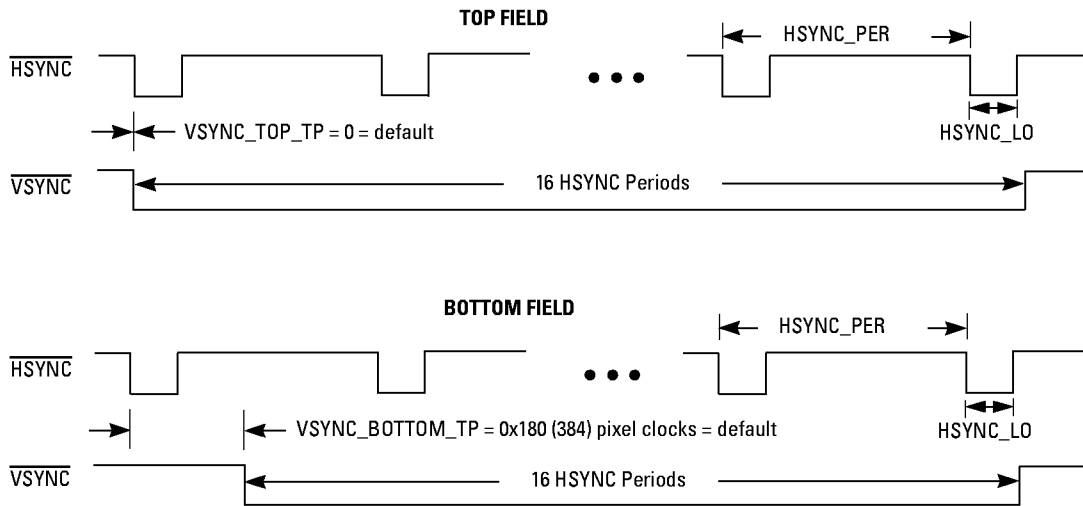 TOP FIELD
HSYNC_PER
HSYNC
VSYNC_TOP_TP = 0 = default
HSYNC_LO
VSYNC
16 HSYNC Periods
BOTTOM FIELD
HSYNC_PER
HSYNC
VSYNC_BOTTOM_TP = 0x180 (384) pixel clocks = default
HSYNC_LO
VSYNC
16 HSYNC Periods